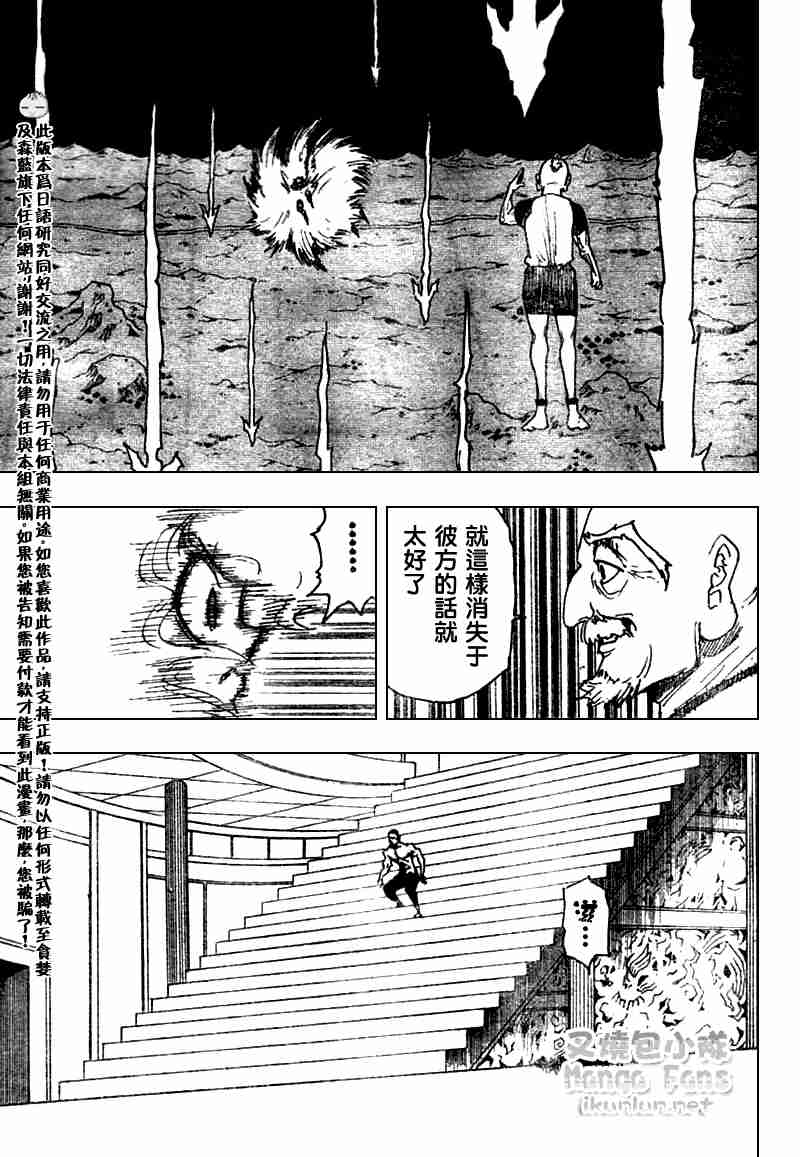 此版本爲日語研究同好交流之用,請勿用于任何商業用途,如您喜歡此作品,請支持正版!請勿以任何形式轉載至貪婪
及森藍旗下任何網站,謝謝!一切法律責任與本組無關。如果您被告知需要付款才能看到此漫畫,那麼,您被騙了!
就這樣消失于
彼方的話就
太好了
……
滋…
叉燒包小隊
Manga Fans
ikunlun.net